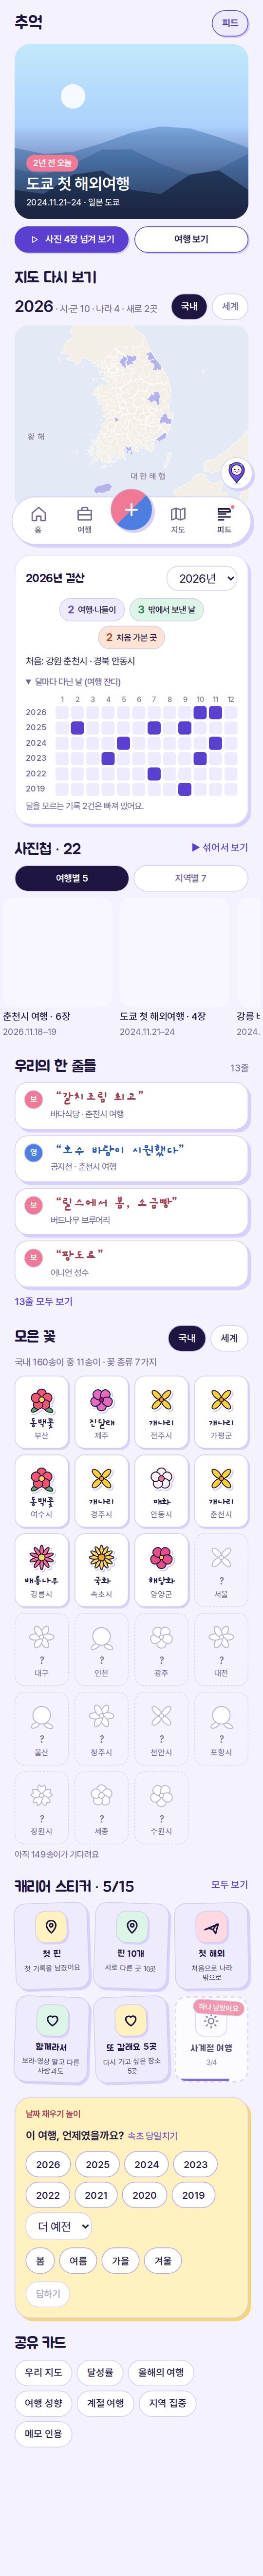 추억
피드
2년 전 오늘
도쿄 첫 해외여행
2024.11.21–24 · 일본 도쿄
사진 4장 넘겨 보기
여행 보기
지도 다시 보기
2026 · 시·군 10 · 나라 4 · 새로 2곳
국내
세계
황 해
대 한 해 협
홈
여행
+
지도
피드
2026년 결산
2026년
2 여행·나들이
3 밖에서 보낸 날
2 처음 가본 곳
처음: 강원 춘천시 · 경북 안동시
▼ 달마다 다닌 날 (여행 잔디)
1 2 3 4 5 6 7 8 9 10 11 12
2026
2025
2024
2023
2022
2019
달을 모르는 기록 2건은 빠져 있어요.
사진첩 · 22
▶ 섞어서 보기
여행별 5
지역별 7
춘천시 여행 · 6장
2026.11.16–19
도쿄 첫 해외여행 · 4장
2024.11.21–24
강릉
2024.
우리의 한 줄들
13줄
보
“갈치조림 최고”
바다식당 · 춘천시 여행
영
“호수 바람이 시원했다”
공지천 · 춘천시 여행
보
“릴스에서 봄, 소금빵”
버드나무 브루어리
보
“팡도르”
어니언 성수
13줄 모두 보기
모은 꽃
국내
세계
국내 160송이 중 11송이 · 꽃 종류 7가지
동백꽃
부산
진달래
제주
개나리
전주시
개나리
가평군
동백꽃
여수시
개나리
경주시
매화
안동시
개나리
춘천시
배롱나무
강릉시
국화
속초시
해당화
양양군
?
서울
?
대구
?
인천
?
광주
?
대전
?
울산
?
청주시
?
천안시
?
포항시
?
창원시
?
세종
?
수원시
아직 149송이가 기다려요
캐리어 스티커 · 5/15
모두 보기
첫 핀
첫 기록을 남겼어요
핀 10개
서로 다른 곳 10곳
첫 해외
처음으로 나라
밖으로
함께라서
보라·영상 말고 다른
사람과도
또 갈래요 5곳
다시 가고 싶은 장소
5곳
하나 남았어요
사계절 여행
3/4
날짜 채우기 놀이
이 여행, 언제였을까요? 속초 당일치기
2026
2025
2024
2023
2022
2021
2020
2019
더 예전
봄
여름
가을
겨울
답하기
공유 카드
우리 지도
달성률
올해의 여행
여행 성향
계절 여행
지역 집중
메모 인용